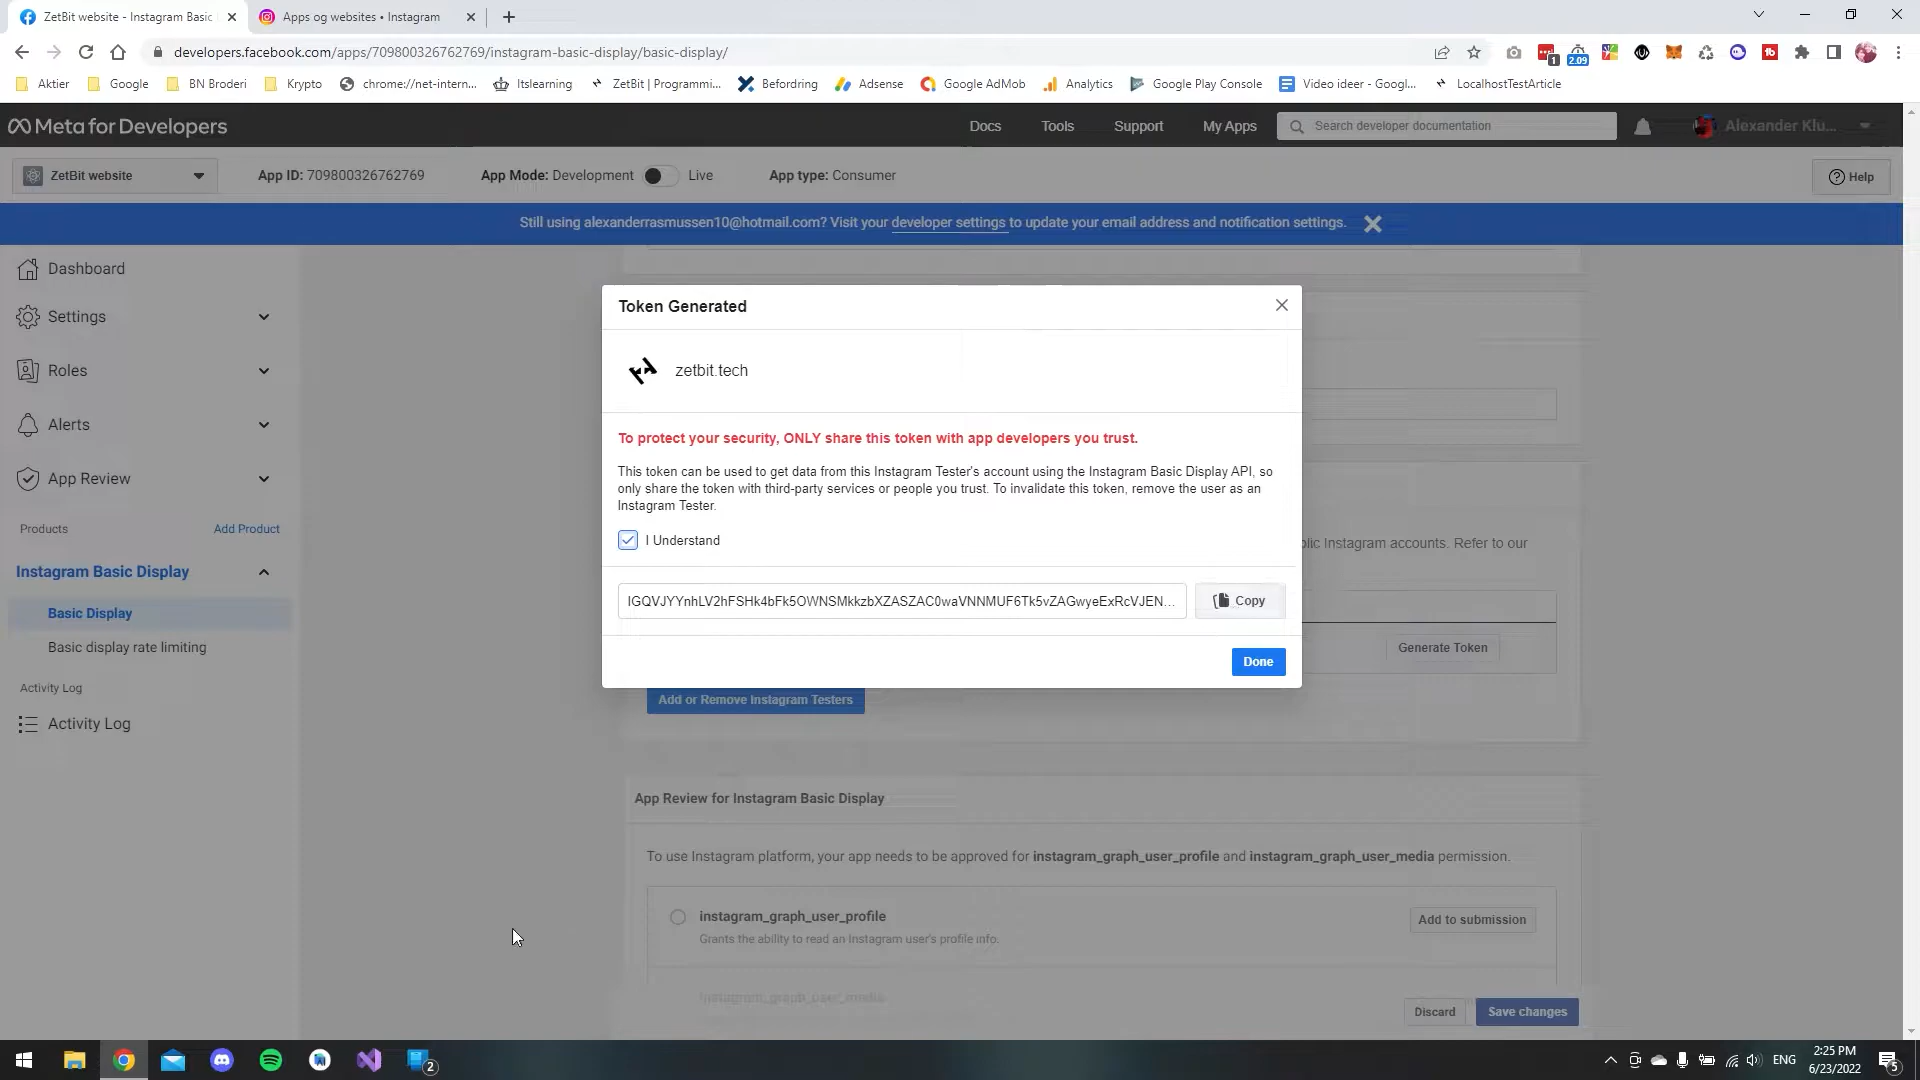 ZetBit website - Instagram Basic
Apps og websites • Instagram
developers.facebook.com/apps/709800326762769/instagram-basic-display/basic-display/
1
2.09
Aktier
Google
BN Broderi
Krypto
chrome://net-intern...
Itslearning
ZetBit | Programmi...
Befordring
Adsense
Google AdMob
Analytics
Google Play Console
Video ideer - Googl...
LocalhostTestArticle
Meta for Developers
Docs
Tools
Support
My Apps
Search developer documentation
Alexander Klu...
ZetBit website
App ID: 709800326762769
App Mode: Development
Live
App type: Consumer
Help
Still using alexanderrasmussen10@hotmail.com? Visit your developer settings to update your email address and notification settings.
Dashboard
Settings
Roles
Alerts
App Review
Products
Add Product
Instagram Basic Display
Basic Display
Basic display rate limiting
Activity Log
Activity Log
Token Generated
zetbit.tech
To protect your security, ONLY share this token with app developers you trust.
This token can be used to get data from this Instagram Tester's account using the Instagram Basic Display API, so
only share the token with third-party services or people you trust. To invalidate this token, remove the user as an
Instagram Tester.
I Understand
IGQVJYYnhLV2hFSHk4bFk5OWNSMkkzbXZASZAC0waVNNMUF6Tk5vZAGwyeExRcVJEN...
Copy
Done
blic Instagram accounts. Refer to our
Generate Token
Add or Remove Instagram Testers
App Review for Instagram Basic Display
To use Instagram platform, your app needs to be approved for instagram_graph_user_profile and instagram_graph_user_media permission.
instagram_graph_user_profile
Grants the ability to read an Instagram user's profile info.
Add to submission
instagram_graph_user_media
Discard
Save changes
2
ENG
2:25 PM
6/23/2022
5